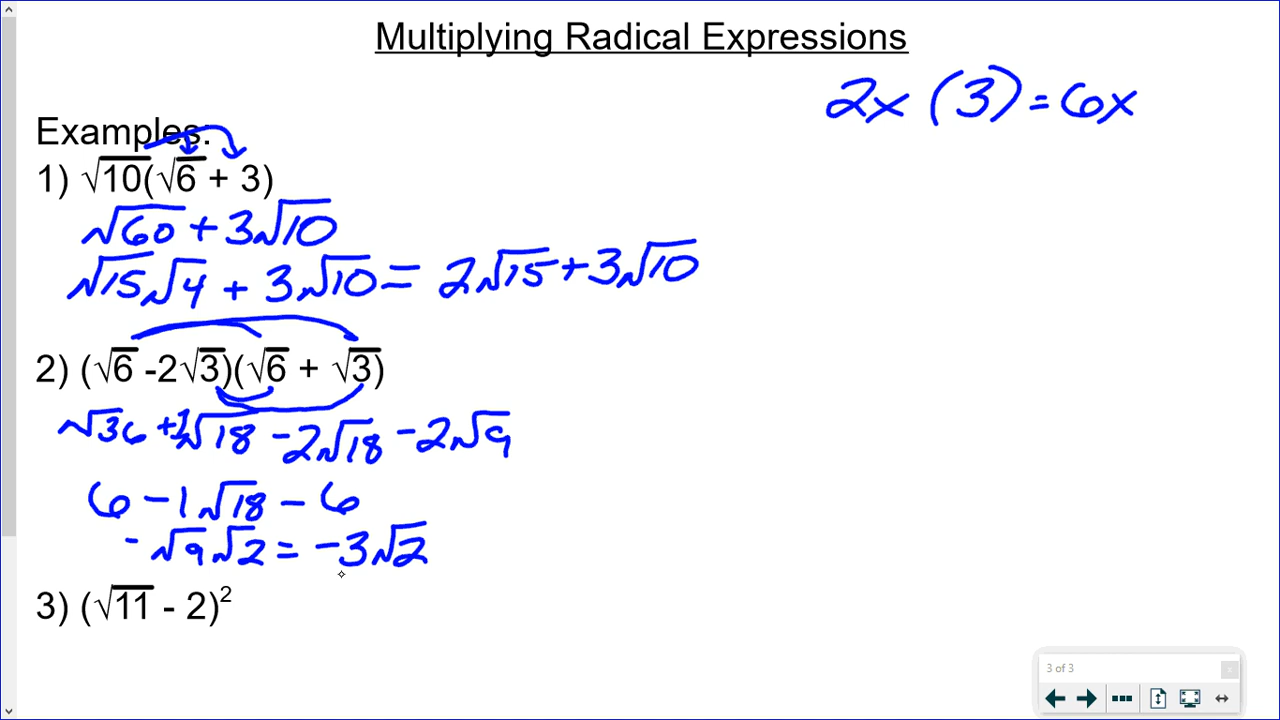 Multiplying Radical Expressions
2x (3) = 6x
Examples:
1) √10(√6 + 3)
√60 + 3√10
√15√4 + 3√10 = 2√15 + 3√10
2) (√6 -2√3)(√6 + √3)
√36 + 1√18 - 2√18 - 2√9
6 - 1√18 - 6
- √9√2 = -3√2
3) (√11 - 2)²
3 of 3